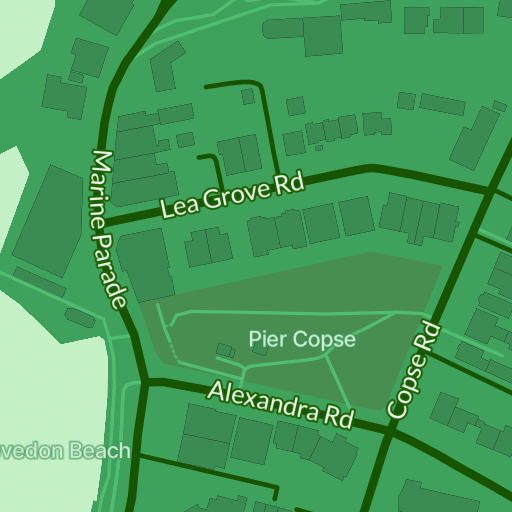 Marine Parade
Lea Grove Rd
Pier Copse
Copse Rd
Alexandra Rd
vedon Beach